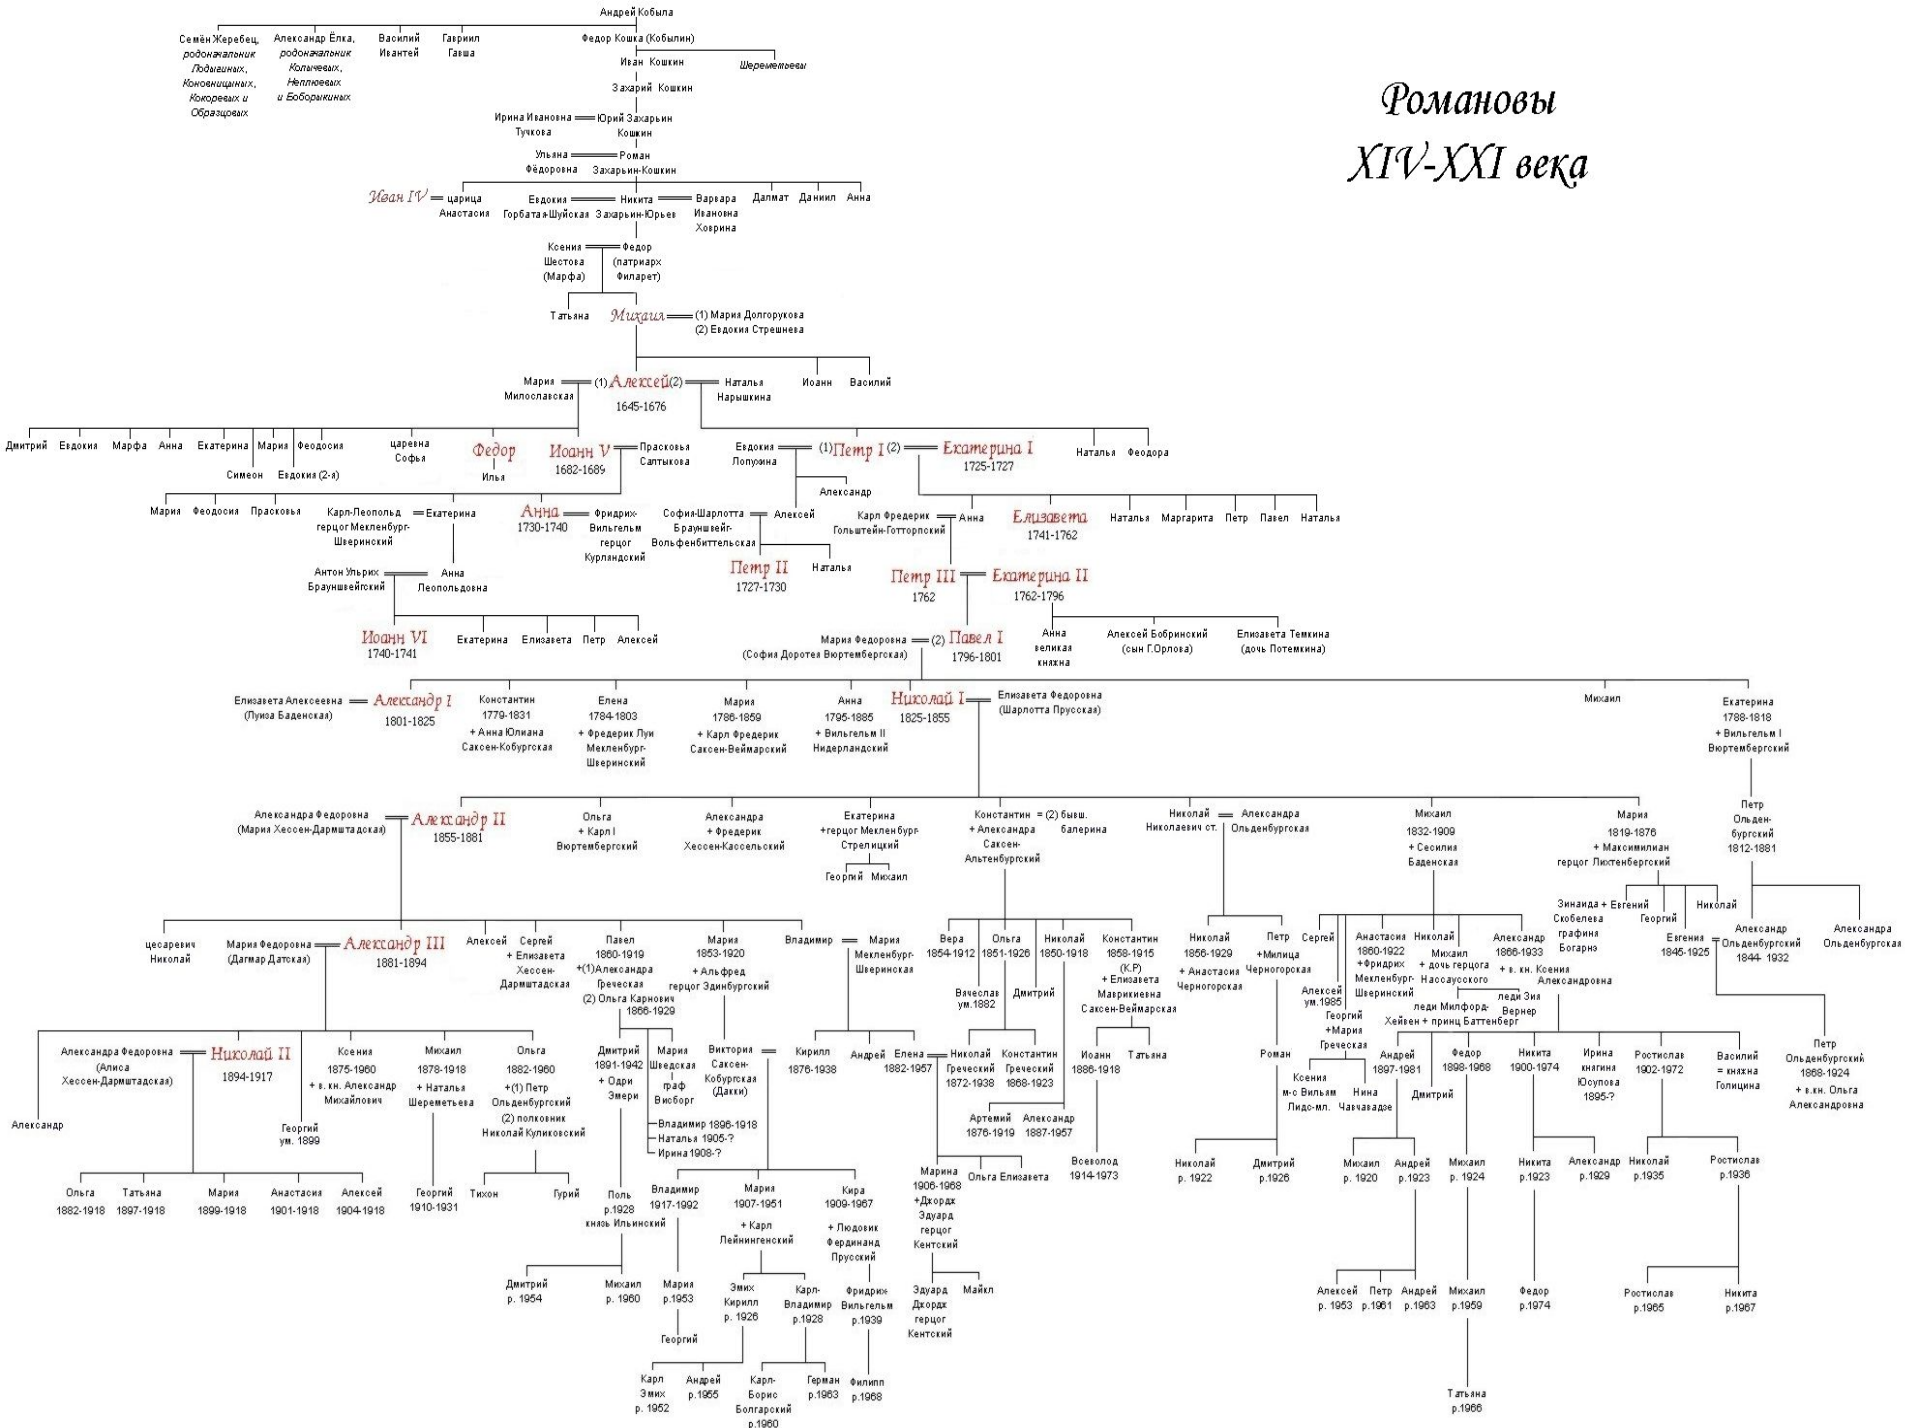 Андрей Кобыла
Семён Жеребец,
родоначальник
Лодыгиных,
Коновницыных,
Кокоревых и
Образцовых
Александр Ёлка,
родоначальник
Колычевых,
Неплюевых
и Боборыкиных
Василий
Ивантей
Гавриил
Гавша
Федор Кошка (Кобылин)
Иван Кошкин
Шереметьевы
Захарий Кошкин
Романовы
XIV-XXI века
Ирина Ивановна
Тучкова
Юрий Захарьин
Кошкин
Ульяна
Фёдоровна
Роман
Захарьин-Кошкин
Иван IV
царица
Анастасия
Евдокия
Горбатая-Шуйская
Никита
Захарьин-Юрьев
Варвара
Ивановна
Ховрина
Далмат
Даниил
Анна
Ксения
Шестова
(Марфа)
Федор
(патриарх
Филарет)
Татьяна
Михаил
(1) Мария Долгорукова
(2) Евдокия Стрешнева
Мария
Милославская
(1) Алексей (2)
1645-1676
Наталья
Нарышкина
Иоанн
Василий
Дмитрий
Евдокия
Марфа
Анна
Екатерина
Симеон
Мария
Евдокия (2-я)
Феодосия
царевна
Софья
Федор
Илья
Иоанн V
1682-1689
Прасковья
Салтыкова
Евдокия
Лопухина
(1) Петр I (2)
Екатерина I
1725-1727
Наталья
Феодора
Мария
Феодосия
Прасковья
Карл-Леопольд
герцог Мекленбург-
Шверинский
Екатерина
Анна
1730-1740
Фридрих-
Вильгельм
герцог
Курляндский
София-Шарлотта
Брауншвейг-
Вольфенбиттельская
Алексей
Александр
Карл Фредерик
Гольштейн-Готторпский
Анна
Елизавета
1741-1762
Наталья
Маргарита
Петр
Павел
Наталья
Антон Ульрих
Брауншвейгский
Анна
Леопольдовна
Петр II
1727-1730
Наталья
Петр III
1762
Екатерина II
1762-1796
Иоанн VI
1740-1741
Екатерина
Елизавета
Петр
Алексей
Мария Федоровна
(София Доротея Вюртембергская)
(2) Павел I
1796-1801
Анна
великая
княжна
Алексей Бобринский
(сын Г.Орлова)
Елизавета Темкина
(дочь Потемкина)
Елизавета Алексеевна
(Луиза Баденская)
Александр I
1801-1825
Константин
1779-1831
+ Анна Юлиана
Саксен-Кобургская
Елена
1784-1803
+ Фредерик Луи
Мекленбург-
Шверинский
Мария
1786-1859
+ Карл Фредерик
Саксен-Веймарский
Анна
1795-1885
+ Вильгельм II
Нидерландский
Николай I
1825-1855
Елизавета Федоровна
(Шарлотта Прусская)
Михаил
Екатерина
1788-1818
+ Вильгельм I
Вюртембергский
Александра Федоровна
(Мария Хессен-Дармштадская)
Александр II
1855-1881
Ольга
+ Карл I
Вюртембергский
Александра
+ Фредерик
Хессен-Кассельский
Екатерина
+герцог Мекленбург-
Стрелицкий
Георгий
Михаил
Константин = (2) бывш.
балерина
+ Александра
Саксен-
Альтенбургский
Николай
Николаевич ст.
Александра
Ольденбургская
Михаил
1832-1909
+ Сесилия
Баденская
Мария
1819-1876
+ Максимилиан
герцог Лихтенбергский
Петр
Ольден-
бургский
1812-1881
цесаревич
Николай
Мария Федоровна
(Дагмар Датская)
Александр III
1881-1894
Алексей
Сергей
+ Елизавета
Хессен-
Дармштадская
Павел
1860-1919
+(1)Александра
Греческая
(2) Ольга Карнович
1866-1929
Мария
1853-1920
+ Альфред
герцог Эдинбургский
Владимир
Мария
Мекленбург-
Шверинская
Вера
1854-1912
Вячеслав
ум.1882
Ольга
1851-1926
Дмитрий
Николай
1850-1918
Константин
1858-1915
(К.Р)
+ Елизавета
Маврикиевна
Саксен-Веймарская
Николай
1856-1929
+ Анастасия
Черногорская
Петр
+Милица
Черногорская
Сергей
Алексей
ум.1985
Георгий
+Мария
Греческая
Анастасия
1860-1922
+Фридрих
Мекленбург-
Шверинский
Николай
Михаил
+ дочь герцога
Нассауского
леди Милфорд-
Хейвен + принц Баттенберг
леди Зия
Вернер
Александр
1866-1933
+ в. кн. Ксения
Александровна
Зинаида +
Скобелева
графиня
Богарнэ
Евгений
Георгий
Евгения
1845-1925
Николай
Александр
Ольденбургский
1844- 1932
Александра
Ольденбургская
Александр
Александра Федоровна
(Алиса
Хессен-Дармштадская)
Николай II
1894-1917
Георгий
ум. 1899
Ксения
1875-1960
+ в. кн. Александр
Михайлович
Михаил
1878-1918
+ Наталья
Шереметьева
Ольга
1882-1960
+(1) Петр
Ольденбургский
(2) полковник
Николай Куликовский
Дмитрий
1891-1942
+ Одри
Эмери
Мария
Шведская
граф
Висборг
Владимир 1896-1918
Наталья 1905-?
Ирина 1908-?
Виктория
Саксен-
Кобургская
(Дакки)
Кирилл
1876-1938
Андрей
Елена
1882-1957
Николай
Греческий
1872-1938
Константин
Греческий
1868-1923
Артемий
1876-1919
Александр
1887-1957
Иоанн
1886-1918
Татьяна
Роман
Ксения
м-с Вильям
Лидс-мл.
Нина
Чавчавадзе
Андрей
1897-1981
Дмитрий
Федор
1898-1968
Никита
1900-1974
Ирина
княгиня
Юсупова
1895-?
Ростислав
1902-1972
Василий
= княжна
Голицина
Петр
Ольденбургский
1868-1924
+ в.кн. Ольга
Александровна
Ольга
1882-1918
Татьяна
1897-1918
Мария
1899-1918
Анастасия
1901-1918
Алексей
1904-1918
Георгий
1910-1931
Тихон
Гурий
Поль
р.1928
князь Ильинский
Владимир
1917-1992
Мария
1907-1951
+ Карл
Лейнингенский
Кира
1909-1967
+ Людовик
Фердинанд
Прусский
Марина
1906-1968
+Джордж
Эдуард
герцог
Кентский
Ольга
Елизавета
Всеволод
1914-1973
Николай
р. 1922
Дмитрий
р.1926
Михаил
р. 1920
Андрей
р.1923
Михаил
р. 1924
Никита
р.1923
Александр
р.1929
Николай
р.1935
Ростислав
р.1936
Дмитрий
р. 1954
Михаил
р. 1960
Мария
р.1953
Георгий
Эмих
Кирилл
р. 1926
Карл-
Владимир
р.1928
Фридрих-
Вильгельм
р.1939
Эдуард
Джордж
герцог
Кентский
Майкл
Алексей
р. 1953
Петр
р.1961
Андрей
р.1963
Михаил
р.1959
Федор
р.1974
Ростислав
р.1965
Никита
р.1967
Карл
Эмих
р. 1952
Андрей
р.1955
Карл-
Борис
Болгарский
р.1960
Герман
р.1963
Филипп
р.1968
Татьяна
р.1966